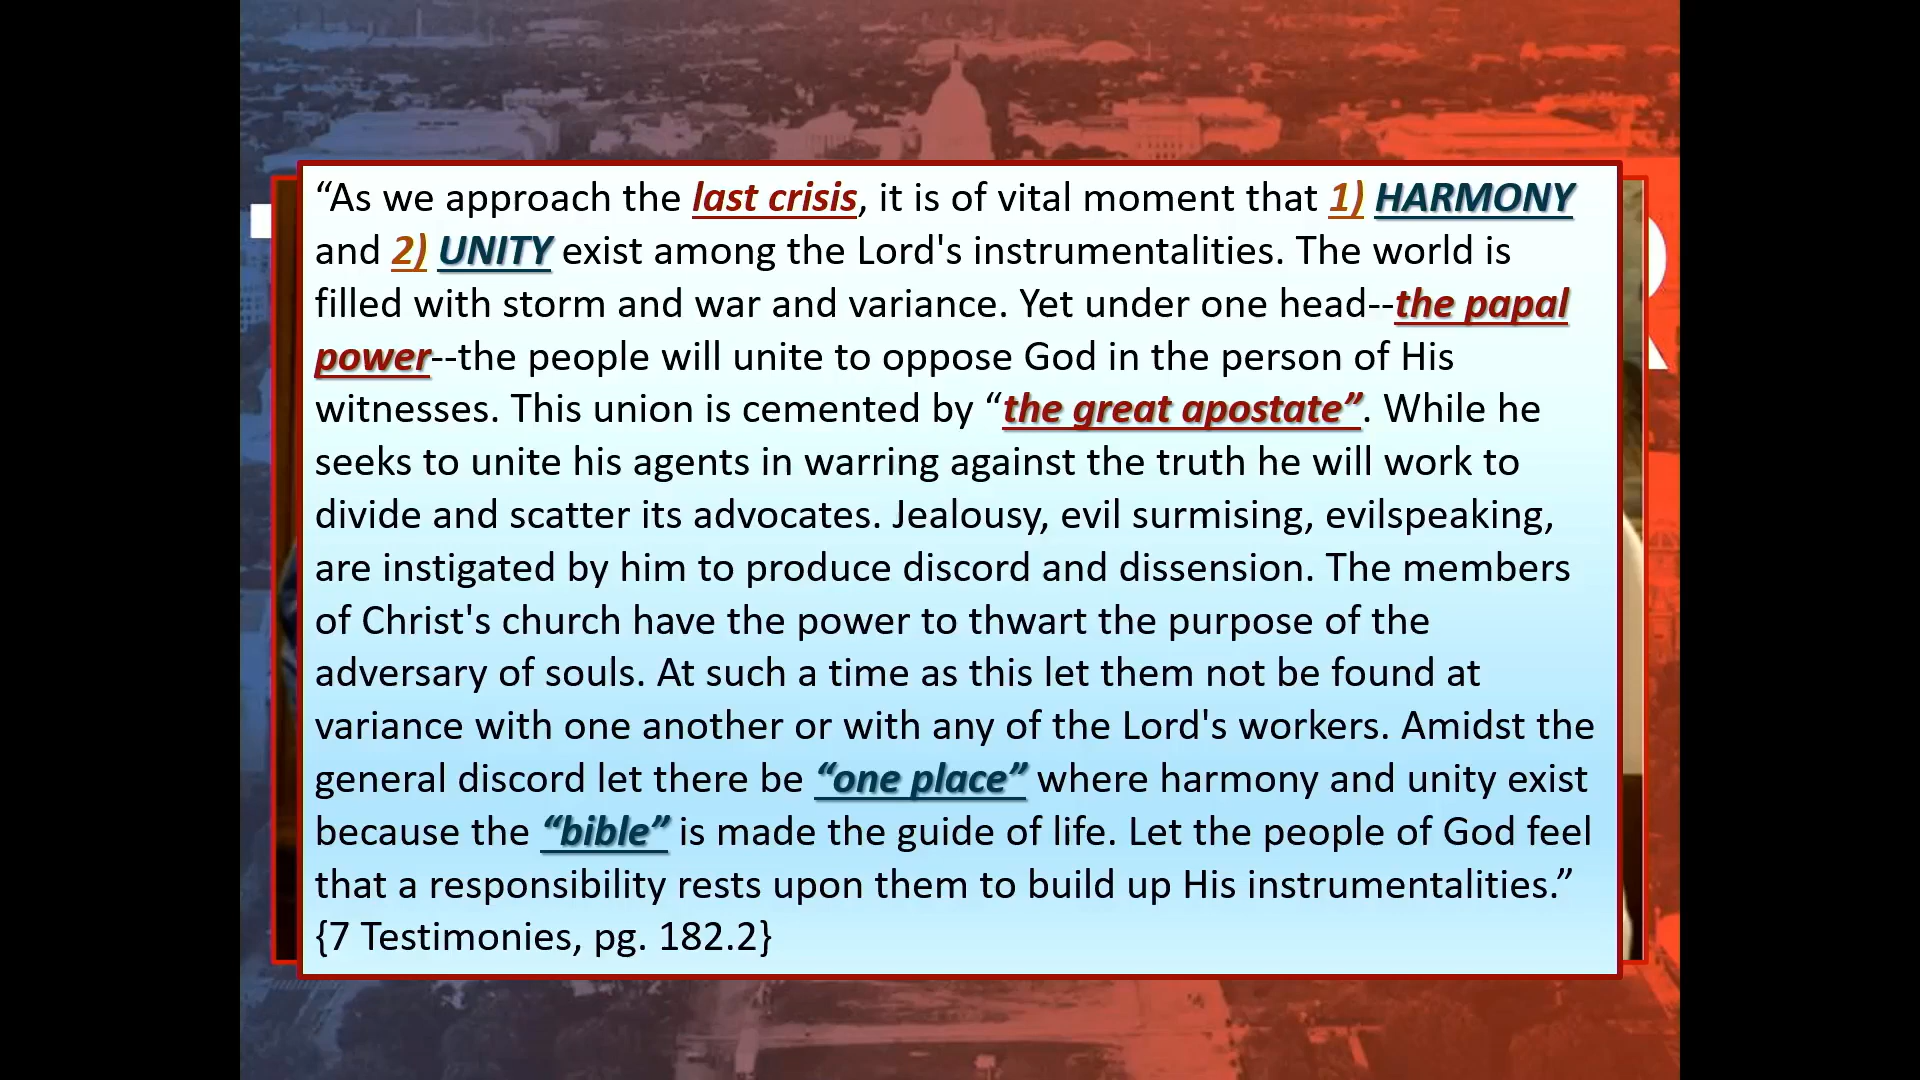 “As we approach the last crisis, it is of vital moment that 1) HARMONY
and 2) UNITY exist among the Lord's instrumentalities. The world is
filled with storm and war and variance. Yet under one head--the papal
power--the people will unite to oppose God in the person of His
witnesses. This union is cemented by “the great apostate”. While he
seeks to unite his agents in warring against the truth he will work to
divide and scatter its advocates. Jealousy, evil surmising, evilspeaking,
are instigated by him to produce discord and dissension. The members
of Christ's church have the power to thwart the purpose of the
adversary of souls. At such a time as this let them not be found at
variance with one another or with any of the Lord's workers. Amidst the
general discord let there be “one place” where harmony and unity exist
because the “bible” is made the guide of life. Let the people of God feel
that a responsibility rests upon them to build up His instrumentalities.”
{7 Testimonies, pg. 182.2}